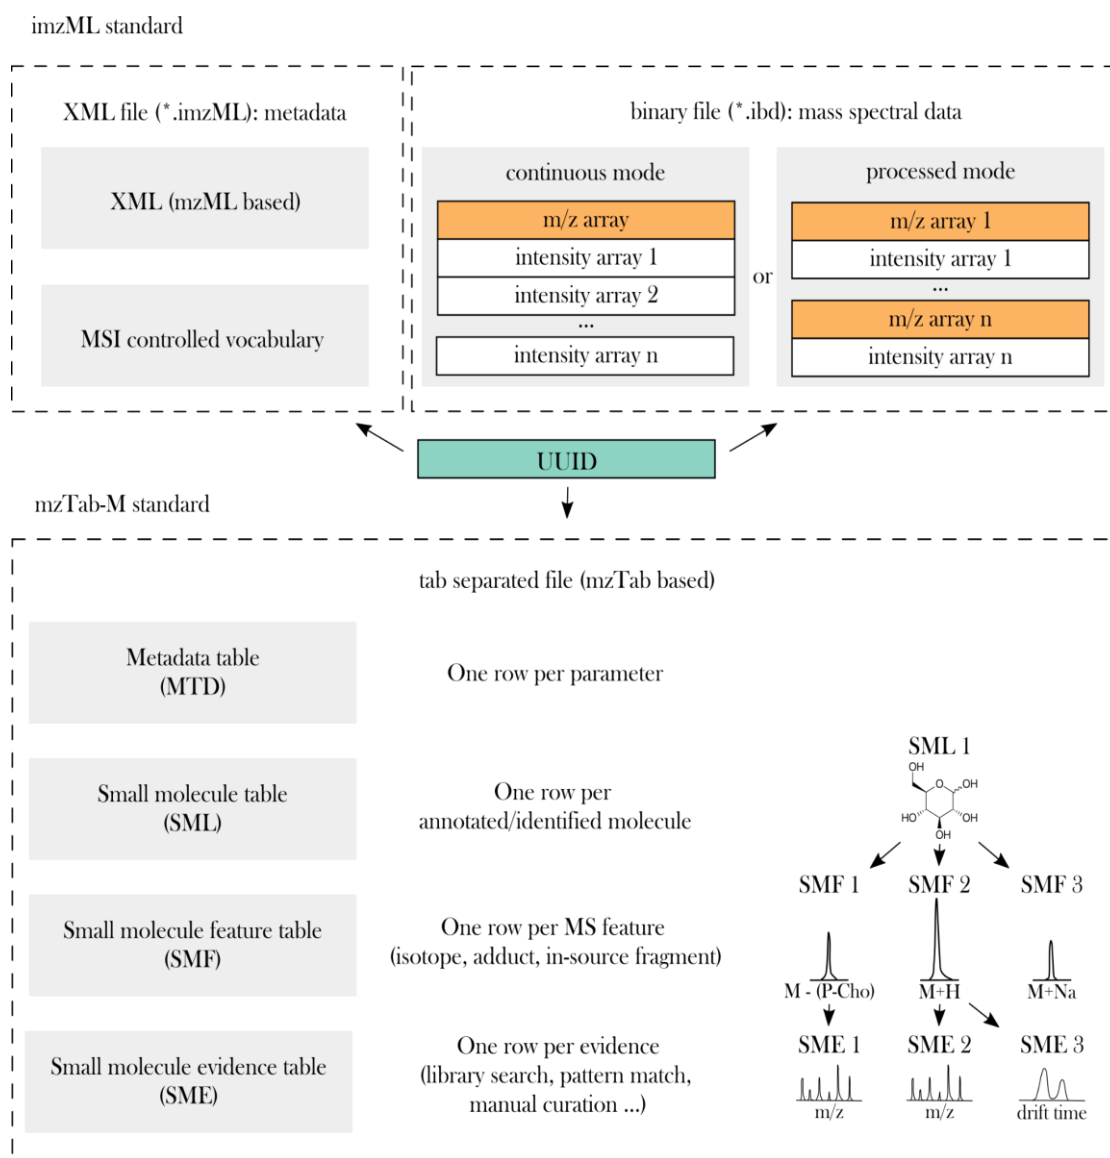 imzML standard
XML file (*.imzML): metadata
XML (mzML based)
MSI controlled vocabulary
binary file (*.ibd): mass spectral data
continuous mode
m/z array
intensity array 1
intensity array 2
...
intensity array n
or
processed mode
m/z array 1
intensity array 1
...
m/z array n
intensity array n
UUID
mzTab-M standard
tab separated file (mzTab based)
Metadata table
(MTD)
One row per parameter
Small molecule table
(SML)
One row per
annotated/identified molecule
Small molecule feature table
(SMF)
One row per MS feature
(isotope, adduct, in-source fragment)
Small molecule evidence table
(SME)
One row per evidence
(library search, pattern match,
manual curation ...)
SML 1
OH
O
OH
HO
OH
OH
SMF 1
SMF 2
SMF 3
M - (P-Cho)
M+H
M+Na
SME 1
SME 2
SME 3
m/z
m/z
drift time